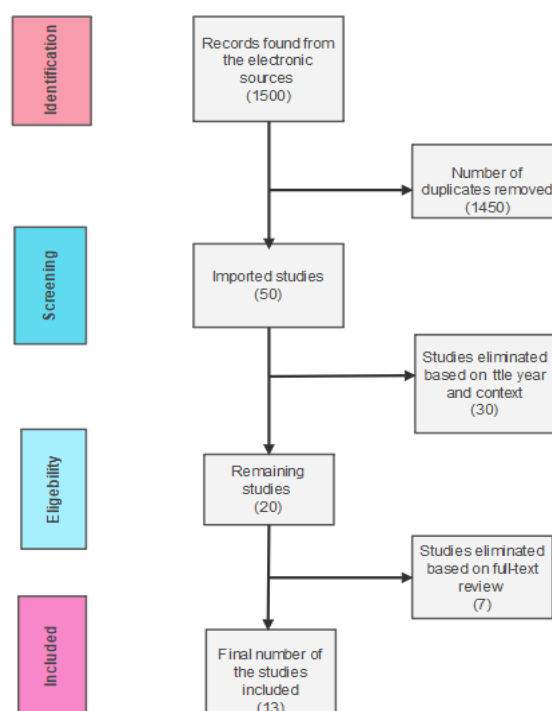 Identification
Records found from
the electronic
sources
(1500)
Number of
duplicates removed
(1450)
Screening
Imported studies
(50)
Studies eliminated
based on ttle year
and context
(30)
Eligebility
Remaining
studies
(20)
Studies eliminated
based on full-text
review
(7)
Included
Final number of
the studies
included
(13)